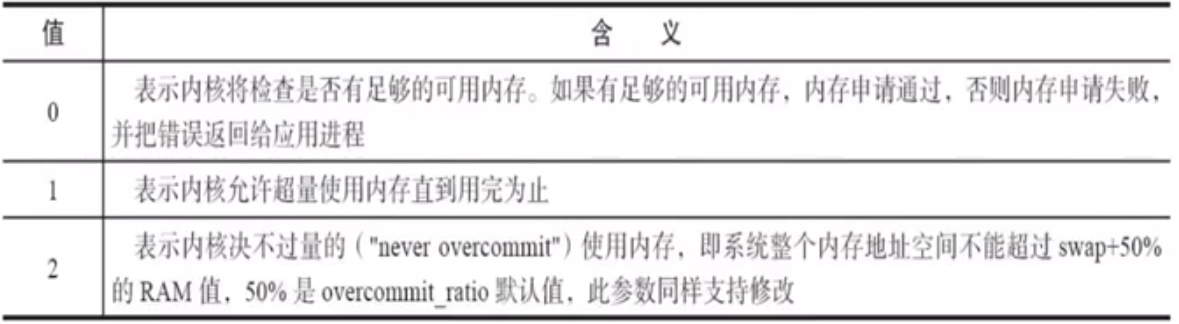 值 含 义
0 表示内核将检查是否有足够的可用内存。如果有足够的可用内存，内存申请通过，否则内存申请失败，
并把错误返回给应用进程
1 表示内核允许超量使用内存直到用完为止
2 表示内核决不过量的（"never overcommit"）使用内存，即系统整个内存地址空间不能超过 swap+50%
的 RAM 值，50% 是 overcommit_ratio 默认值，此参数同样支持修改